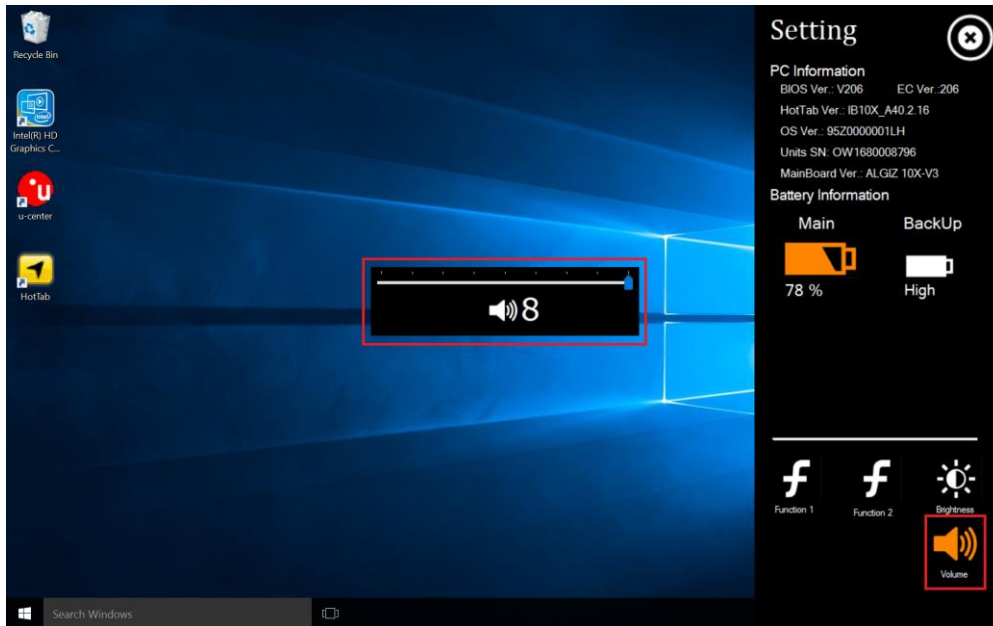 Recycle Bin
Intel(R) HD
Graphics C...
u
u-center
HotTab
8
Setting
PC Information
BIOS Ver.: V206 EC Ver.:206
HotTab Ver.: IB10X_A40.2.16
OS Ver.: 95Z0000001LH
Units SN: OW1680008796
MainBoard Ver.: ALGIZ 10X-V3
Battery Information
Main BackUp
78 % High
f f
Function 1 Function 2 Brightness
Volume
Search Windows